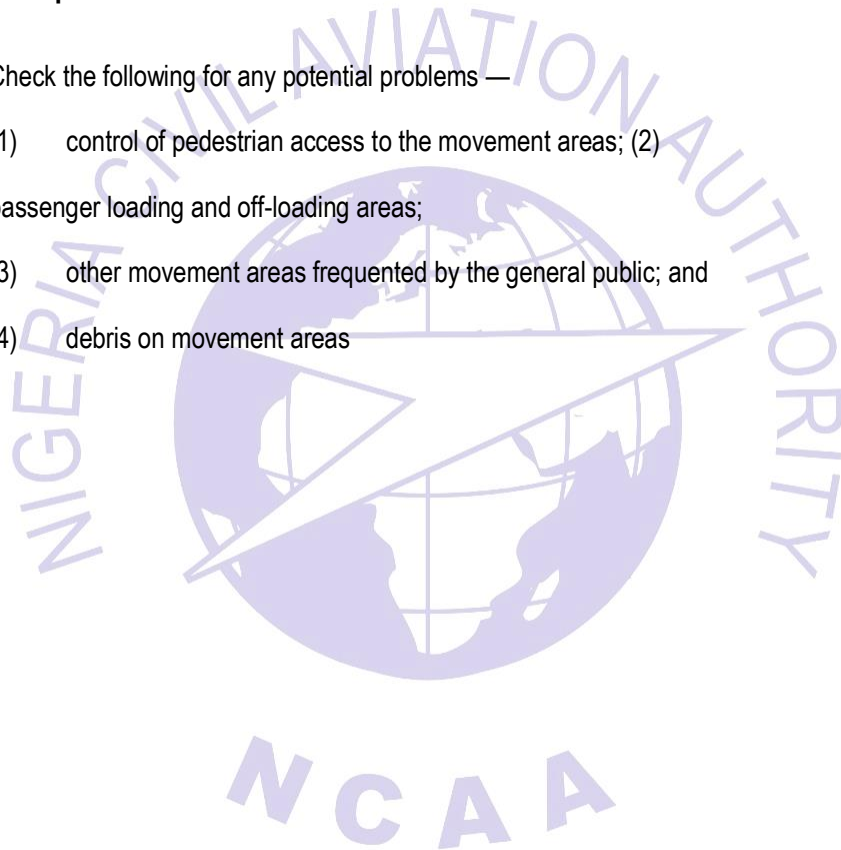 Check the following for any potential problems —
1) control of pedestrian access to the movement areas; (2)
passenger loading and off-loading areas;
3) other movement areas frequented by the general public; and
4) debris on movement areas
NIGERIA CIVIL AVIATION AUTHORITY
NCAA